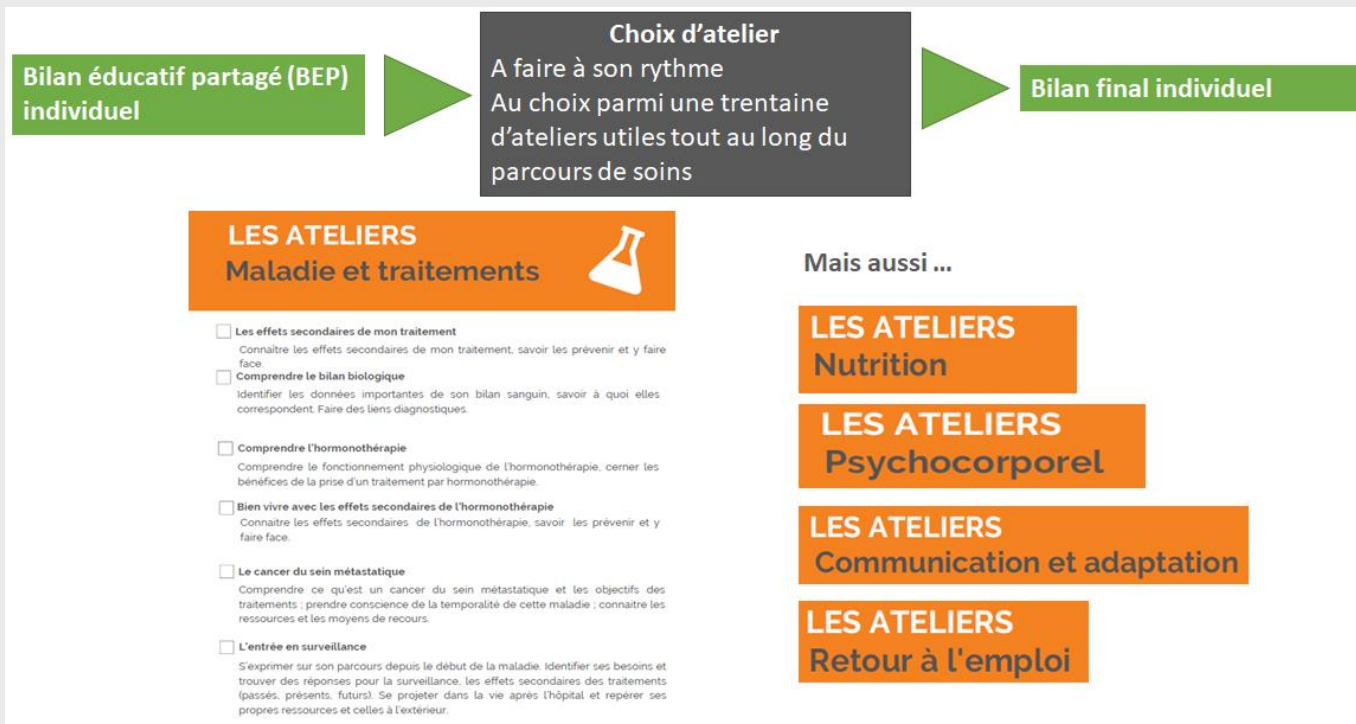 Bilan éducatif partagé (BEP)
individuel
Choix d'atelier
A faire à son rythme
Au choix parmi une trentaine
d'ateliers utiles tout au long du
parcours de soins
Bilan final individuel
LES ATELIERS
Maladie et traitements
Les effets secondaires de mon traitement
Connaître les effets secondaires de mon traitement, savoir les prévenir et y faire
face.
Comprendre le bilan biologique
Identifier les données importantes de son bilan sanguin, savoir à quoi elles
correspondent. Faire des liens diagnostiques.
Comprendre l'hormonothérapie
Comprendre le fonctionnement physiologique de l'hormonothérapie, cerner les
bénéfices de la prise d'un traitement par hormonothérapie.
Bien vivre avec les effets secondaires de l'hormonothérapie
Connaitre les effets secondaires de l'hormonothérapie, savoir les prévenir et y
faire face.
Le cancer du sein métastatique
Comprendre ce qu'est un cancer du sein métastatique et les objectifs des
traitements ; prendre conscience de la temporalité de cette maladie ; connaitre les
ressources et les moyens de recours.
L'entrée en surveillance
S'exprimer sur son parcours depuis le début de la maladie. Identifier ses besoins et
trouver des réponses pour la surveillance, les effets secondaires des traitements
(passés, présents, futurs). Se projeter dans la vie après l'hôpital et repérer ses
propres ressources et celles à l'extérieur.
Mais aussi ...
LES ATELIERS
Nutrition
LES ATELIERS
Psychocorporel
LES ATELIERS
Communication et adaptation
LES ATELIERS
Retour à l'emploi